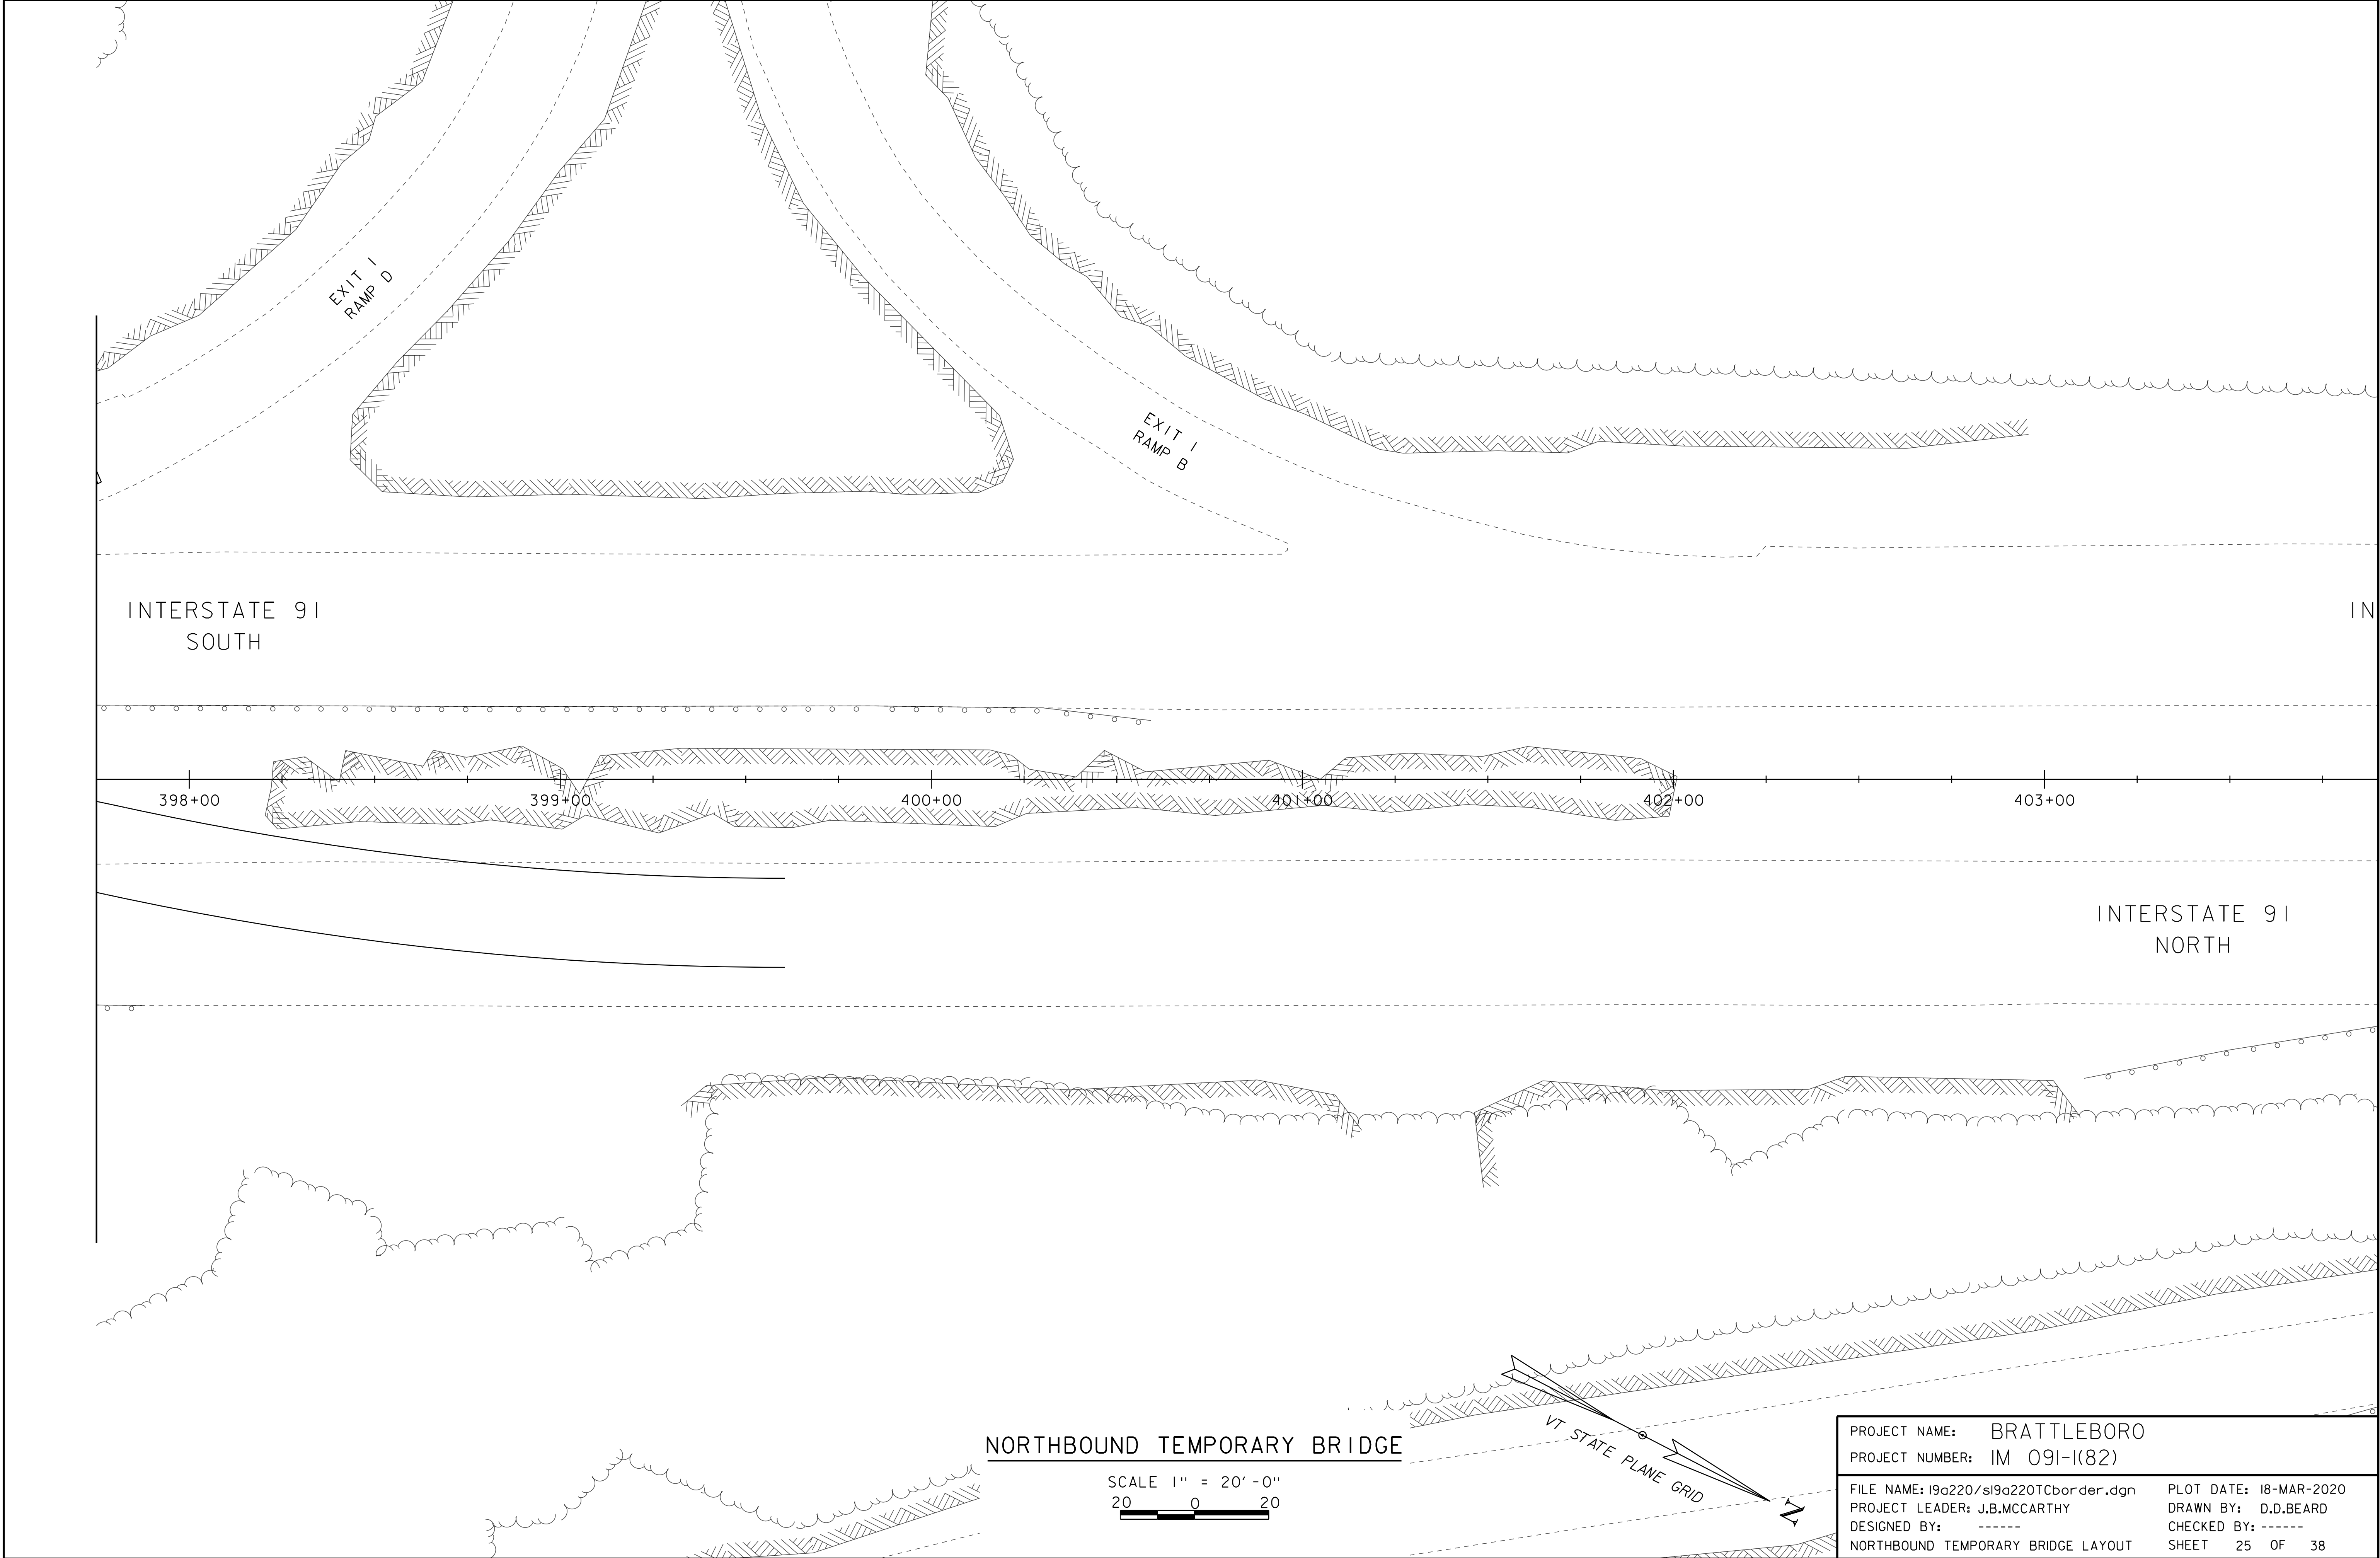 EXIT 1
RAMP D
EXIT 1
RAMP B
INTERSTATE 91
SOUTH
IN
398+00
399+00
400+00
401+00
402+00
403+00
INTERSTATE 91
NORTH
NORTHBOUND TEMPORARY BRIDGE
SCALE 1" = 20'-0"
20 0 20
VT STATE PLANE GRID
N
PROJECT NAME: BRATTLEBORO
PROJECT NUMBER: IM 091-1(82)
FILE NAME: 19a220/s19a220TCborder.dgn PLOT DATE: 18-MAR-2020
PROJECT LEADER: J.B.MCCARTHY DRAWN BY: D.D.BEARD
DESIGNED BY: ------ CHECKED BY: ------
NORTHBOUND TEMPORARY BRIDGE LAYOUT SHEET 25 OF 38